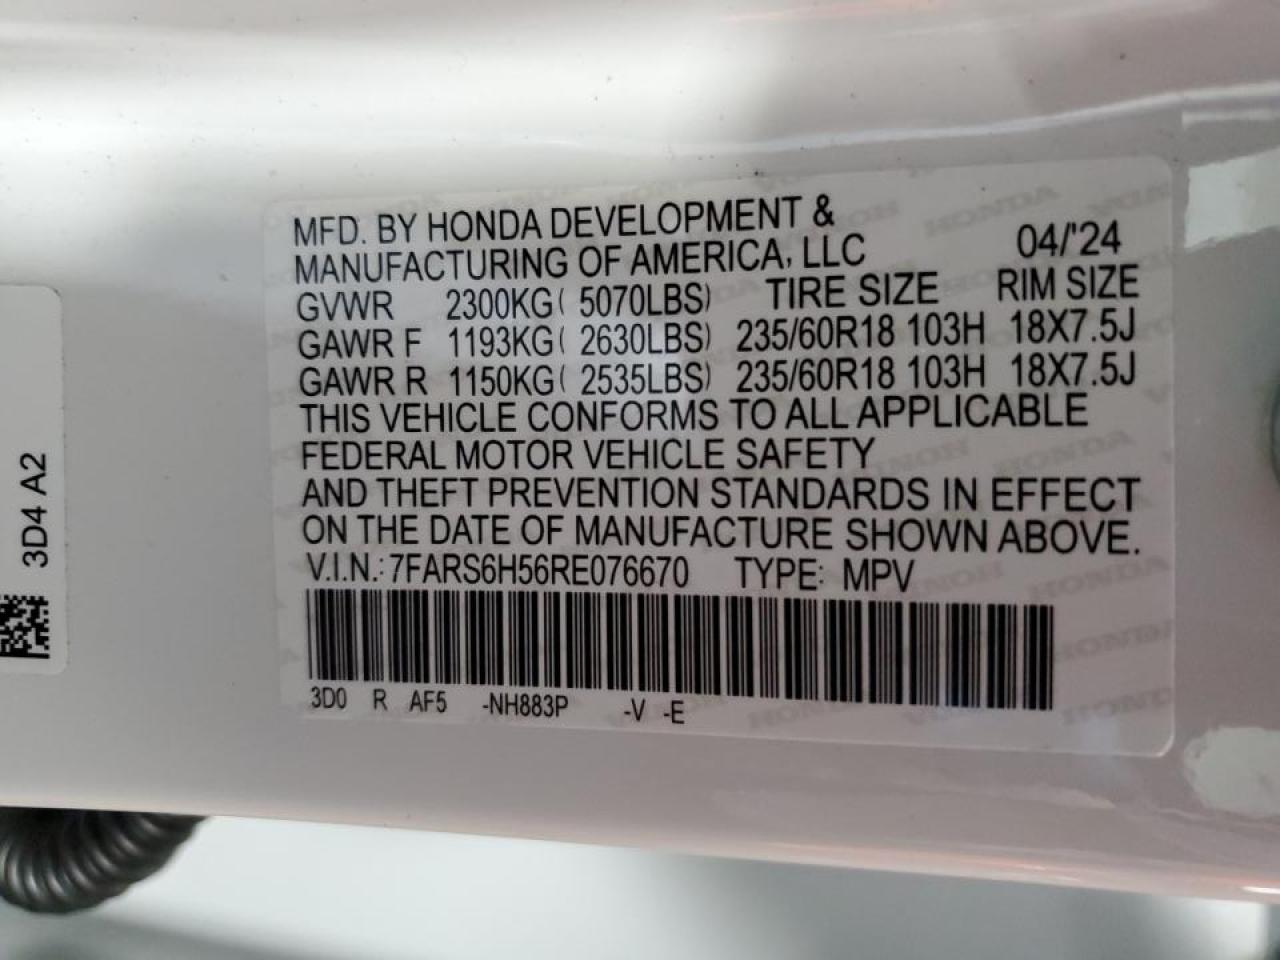 MFD. BY HONDA DEVELOPMENT &
MANUFACTURING OF AMERICA, LLC 04/'24
GVWR 2300KG( 5070LBS) TIRE SIZE RIM SIZE
GAWR F 1193KG( 2630LBS) 235/60R18 103H 18X7.5J
GAWR R 1150KG( 2535LBS) 235/60R18 103H 18X7.5J
THIS VEHICLE CONFORMS TO ALL APPLICABLE
FEDERAL MOTOR VEHICLE SAFETY
AND THEFT PREVENTION STANDARDS IN EFFECT
ON THE DATE OF MANUFACTURE SHOWN ABOVE.
V.I.N.: 7FARS6H56RE076670 TYPE: MPV
3D0 R AF5 -NH883P -V -E
3D4 A2